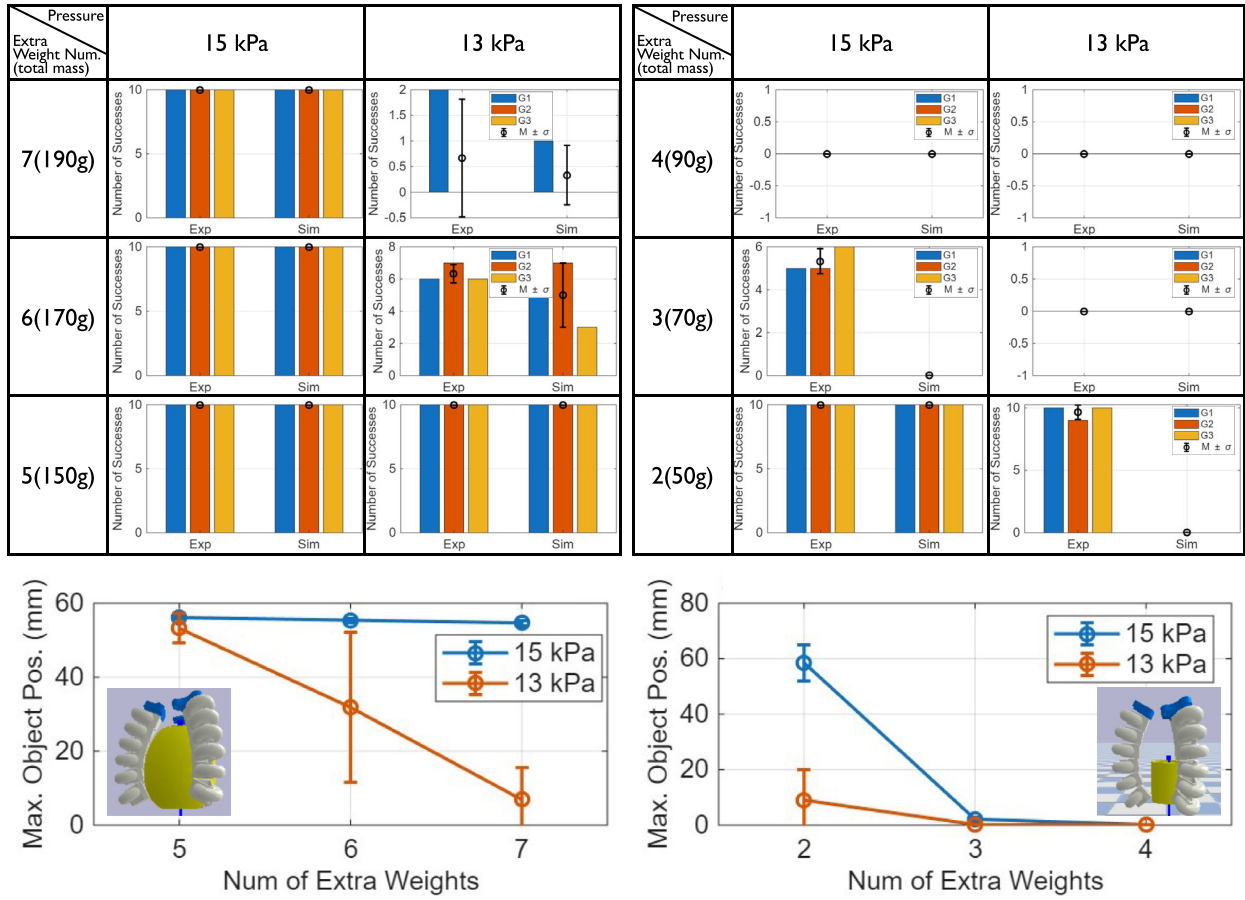 Pressure
Extra
Weight Num.
(total mass)
15 kPa
13 kPa
7(190g)
Number of Successes
10
5
0
Exp
Sim
Number of Successes
2
1.5
1
0.5
0
-0.5
G1
G2
G3
M ± σ
Exp
Sim
6(170g)
Number of Successes
10
5
0
Exp
Sim
Number of Successes
8
6
4
2
0
G1
G2
G3
M ± σ
Exp
Sim
5(150g)
Number of Successes
10
5
0
Exp
Sim
Number of Successes
10
5
0
Exp
Sim
Pressure
Extra
Weight Num.
(total mass)
15 kPa
13 kPa
4(90g)
Number of Successes
1
0.5
0
-0.5
-1
Exp
Sim
Number of Successes
1
0.5
0
-0.5
-1
Exp
Sim
3(70g)
Number of Successes
6
4
2
0
G1
G2
G3
M ± σ
Exp
Sim
Number of Successes
1
0.5
0
-0.5
-1
Exp
Sim
2(50g)
Number of Successes
10
5
0
Exp
Sim
Number of Successes
10
5
0
G1
G2
G3
M ± σ
Exp
Sim
Max. Object Pos. (mm)
60
40
20
0
15 kPa
13 kPa
5
6
7
Num of Extra Weights
Max. Object Pos. (mm)
80
60
40
20
0
15 kPa
13 kPa
2
3
4
Num of Extra Weights